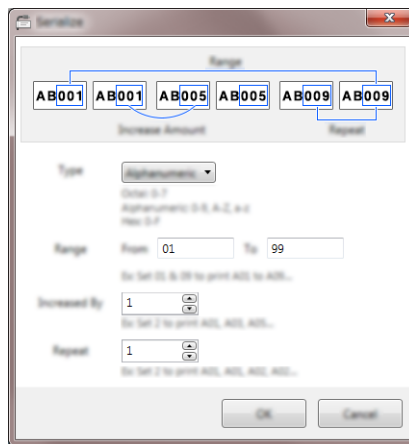 Serialize
Range
AB001 AB001 AB005 AB005 AB009 AB009
Increase Amount Repeat
Type Alphanumeric
Octal 0-7
Alphanumeric 0-9, A-Z, a-z
Hex 0-F
Range From 01 To 99
Ex: Set 01 & 09 to print A01 to A09...
Increased By 1
Ex: Set 2 to print A01, A03, A05...
Repeat 1
Ex: Set 2 to print A01, A01, A02, A02...
OK Cancel